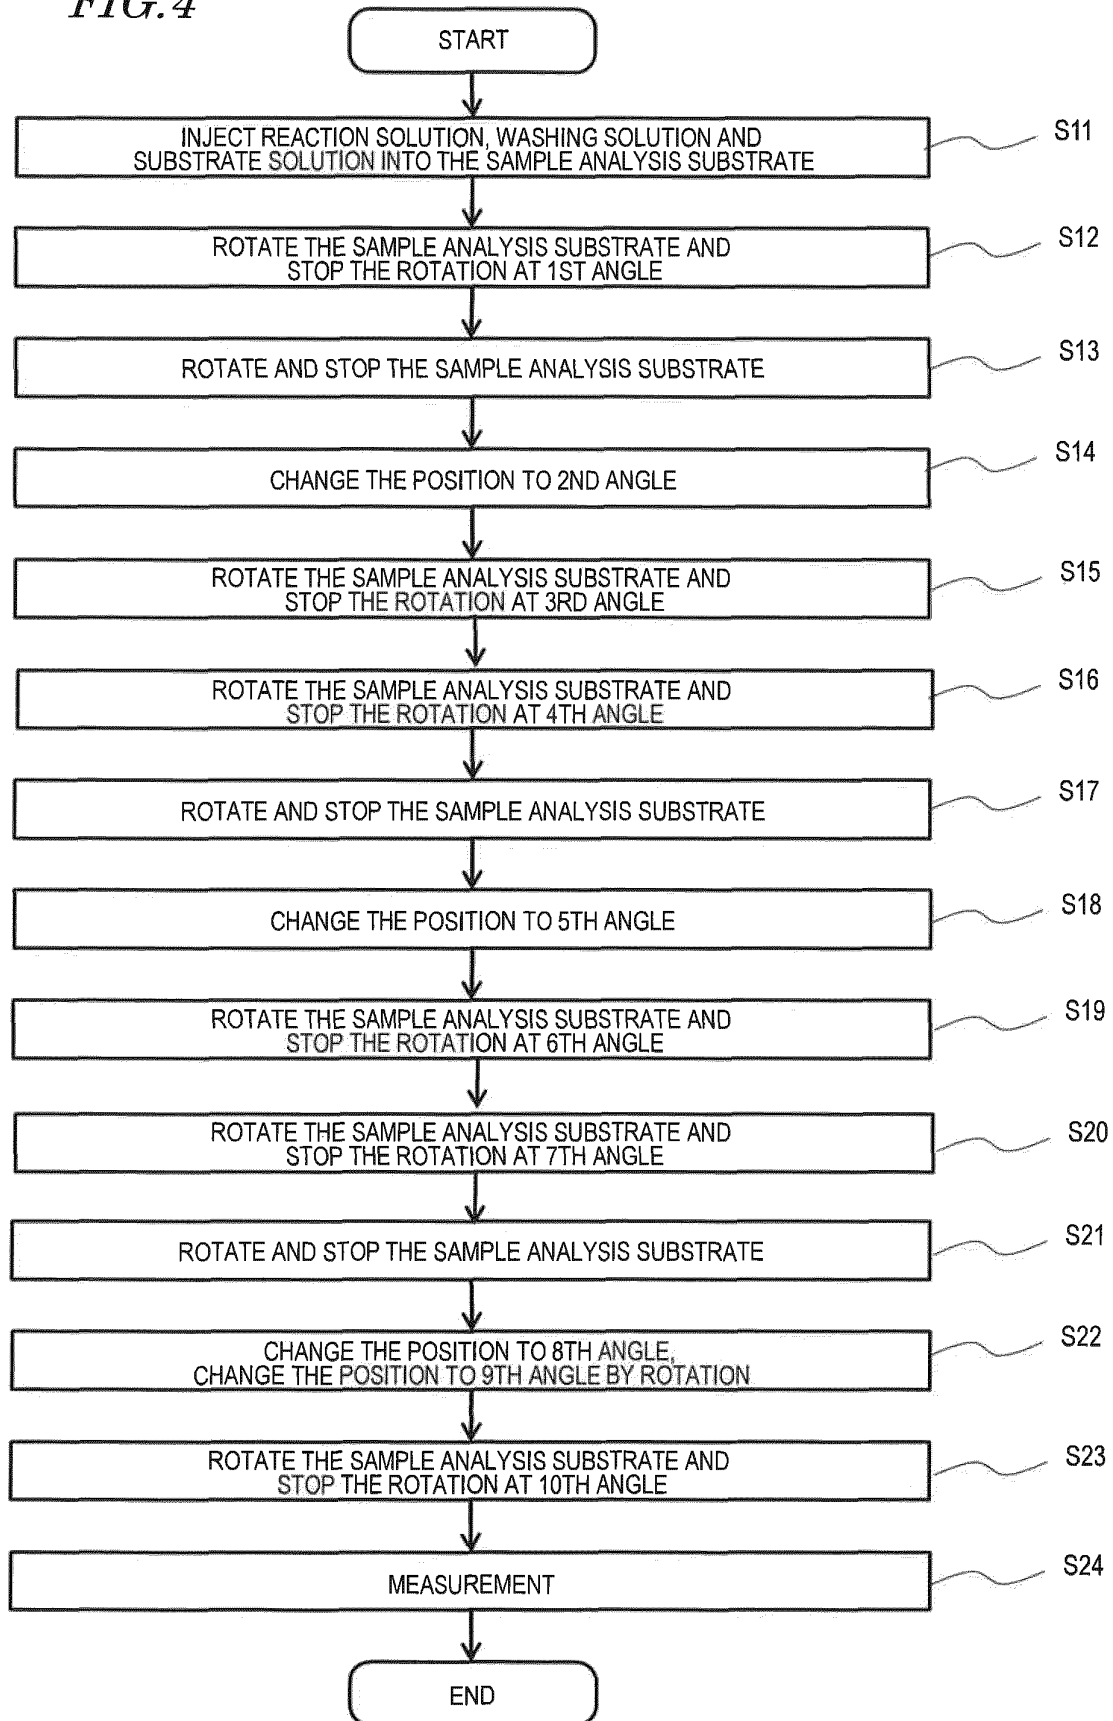 FIG.4
START
INJECT REACTION SOLUTION, WASHING SOLUTION AND
SUBSTRATE SOLUTION INTO THE SAMPLE ANALYSIS SUBSTRATE
S11
ROTATE THE SAMPLE ANALYSIS SUBSTRATE AND
STOP THE ROTATION AT 1ST ANGLE
S12
ROTATE AND STOP THE SAMPLE ANALYSIS SUBSTRATE
S13
CHANGE THE POSITION TO 2ND ANGLE
S14
ROTATE THE SAMPLE ANALYSIS SUBSTRATE AND
STOP THE ROTATION AT 3RD ANGLE
S15
ROTATE THE SAMPLE ANALYSIS SUBSTRATE AND
STOP THE ROTATION AT 4TH ANGLE
S16
ROTATE AND STOP THE SAMPLE ANALYSIS SUBSTRATE
S17
CHANGE THE POSITION TO 5TH ANGLE
S18
ROTATE THE SAMPLE ANALYSIS SUBSTRATE AND
STOP THE ROTATION AT 6TH ANGLE
S19
ROTATE THE SAMPLE ANALYSIS SUBSTRATE AND
STOP THE ROTATION AT 7TH ANGLE
S20
ROTATE AND STOP THE SAMPLE ANALYSIS SUBSTRATE
S21
CHANGE THE POSITION TO 8TH ANGLE,
CHANGE THE POSITION TO 9TH ANGLE BY ROTATION
S22
ROTATE THE SAMPLE ANALYSIS SUBSTRATE AND
STOP THE ROTATION AT 10TH ANGLE
S23
MEASUREMENT
S24
END